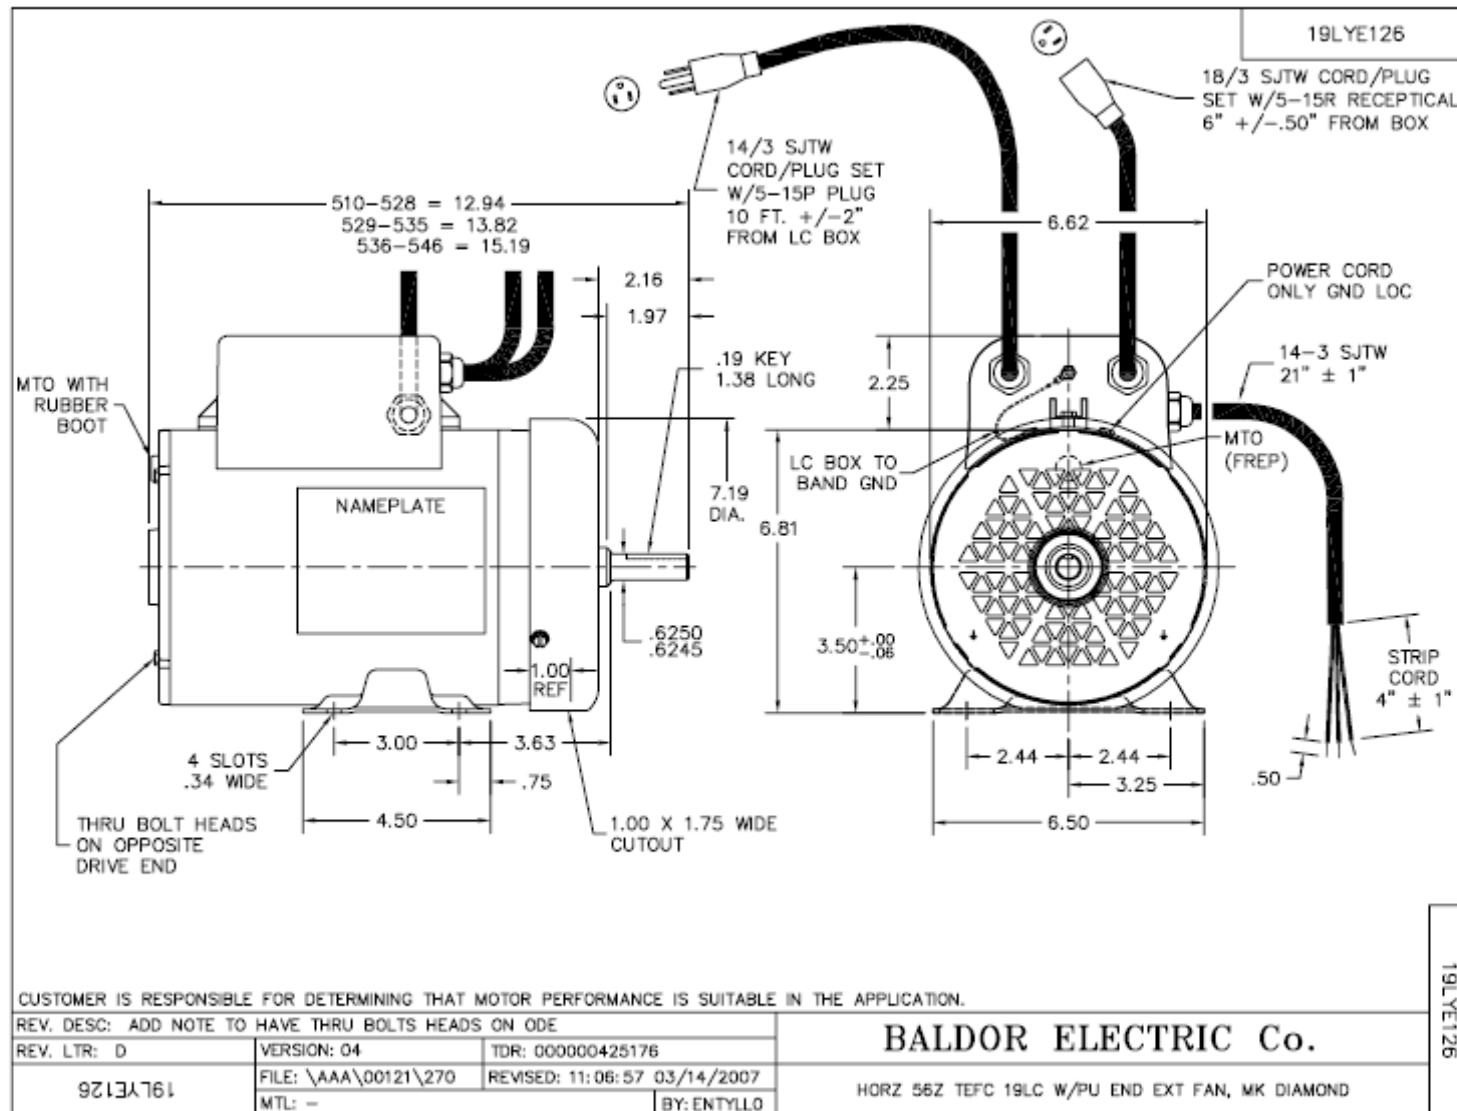 19LYE126
18/3 SJTW CORD/PLUG
SET W/5-15R RECEPTICAL
6" +/-.50" FROM BOX
14/3 SJTW
CORD/PLUG SET
W/5-15P PLUG
10 FT. +/-2"
FROM LC BOX
510-528 = 12.94
529-535 = 13.82
536-546 = 15.19
6.62
2.16
1.97
POWER CORD
ONLY GND LOC
.19 KEY
1.38 LONG
2.25
14-3 SJTW
21" ± 1"
MTO WITH
RUBBER
BOOT
MTO
(FREP)
LC BOX TO
BAND GND
NAMEPLATE
7.19
DIA.
6.81
.6250
.6245
3.50 +.00
-.06
1.00
REF
STRIP
CORD
4" ± 1"
3.00
3.63
4 SLOTS
.34 WIDE
.75
2.44
2.44
3.25
.50
4.50
6.50
THRU BOLT HEADS
ON OPPOSITE
DRIVE END
1.00 X 1.75 WIDE
CUTOUT
19LYE126
CUSTOMER IS RESPONSIBLE FOR DETERMINING THAT MOTOR PERFORMANCE IS SUITABLE IN THE APPLICATION.
REV. DESC: ADD NOTE TO HAVE THRU BOLTS HEADS ON ODE
REV. LTR: D
VERSION: 04
TDR: 000000425176
BALDOR ELECTRIC Co.
19LYE126
FILE: \AAA\00121\270
REVISED: 11:06:57 03/14/2007
HORZ 56Z TEFC 19LC W/PU END EXT FAN, MK DIAMOND
MTL: -
BY: ENTYLLO